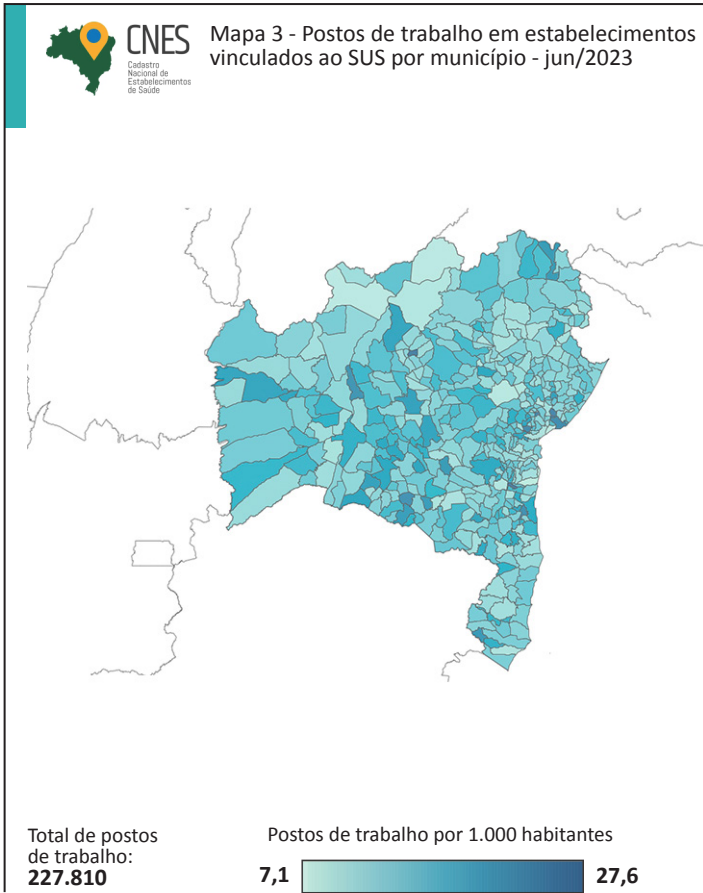 CNES
Cadastro
Nacional de
Estabelecimentos
de Saúde
Mapa 3 - Postos de trabalho em estabelecimentos
vinculados ao SUS por município - jun/2023
Total de postos
de trabalho:
227.810
Postos de trabalho por 1.000 habitantes
7,1
27,6